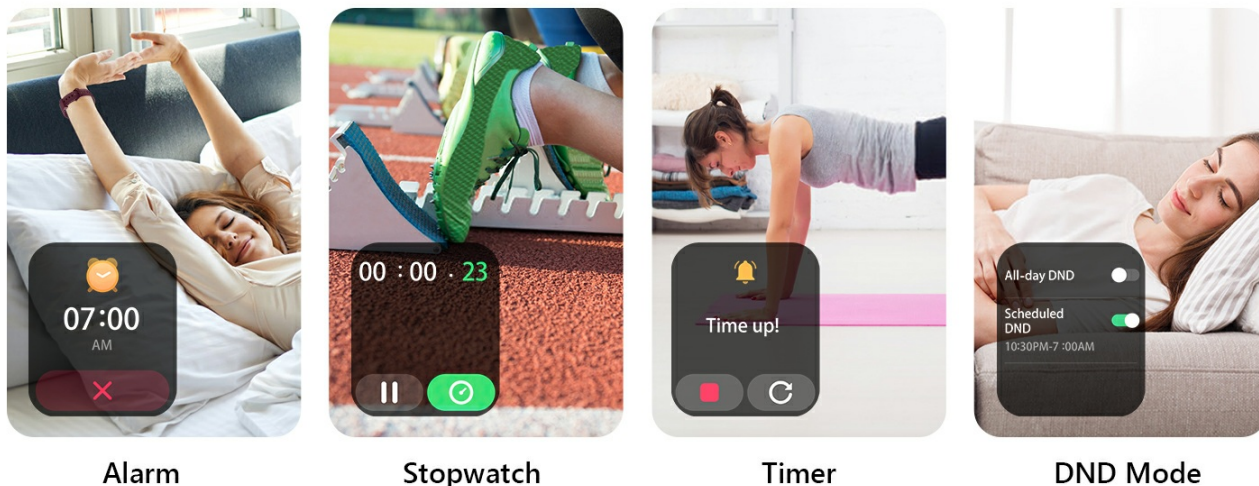 07:00
AM
Alarm
00 : 00 . 23
Stopwatch
Time up!
Timer
All-day DND
Scheduled
DND
10:30PM-7 :00AM
DND Mode